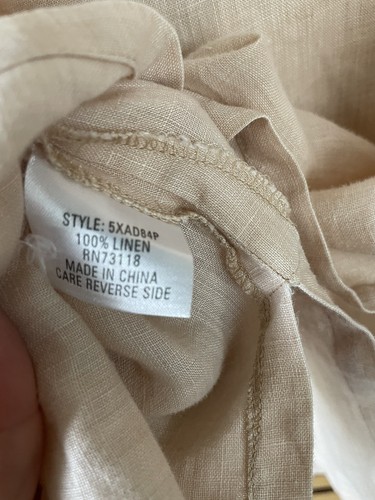 STYLE: 5XAD84P
100% LINEN
RN73118
MADE IN CHINA
CARE REVERSE SIDE